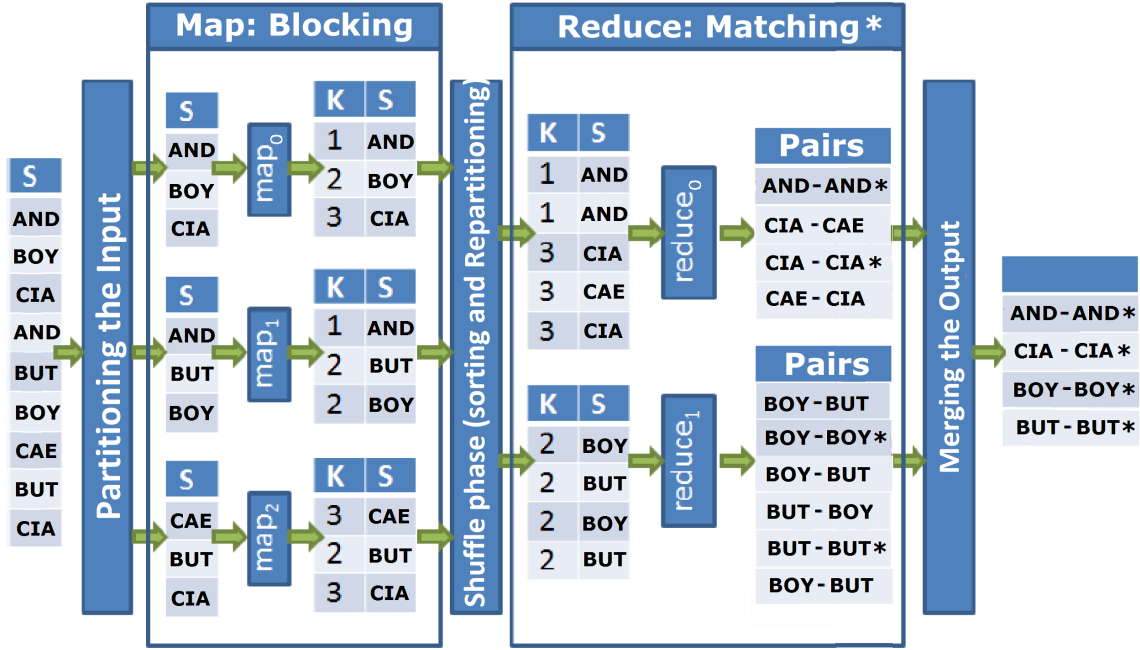 Map: Blocking
Reduce: Matching*
S
AND
BOY
CIA
AND
BUT
BOY
CAE
BUT
CIA
Partitioning the Input
S
AND
BOY
CIA
map0
K S
1 AND
2 BOY
3 CIA
S
AND
BUT
BOY
map1
K S
1 AND
2 BUT
2 BOY
S
CAE
BUT
CIA
map2
K S
3 CAE
2 BUT
3 CIA
Shuffle phase (sorting and Repartitioning)
K S
1 AND
1 AND
3 CIA
3 CAE
3 CIA
reduce0
Pairs
AND-AND*
CIA - CAE
CIA - CIA*
CAE - CIA
K S
2 BOY
2 BUT
2 BOY
2 BUT
reduce1
Pairs
BOY-BUT
BOY-BOY*
BOY-BUT
BUT-BOY
BUT-BUT*
BOY-BUT
Merging the Output
AND-AND*
CIA - CIA*
BOY-BOY*
BUT-BUT*